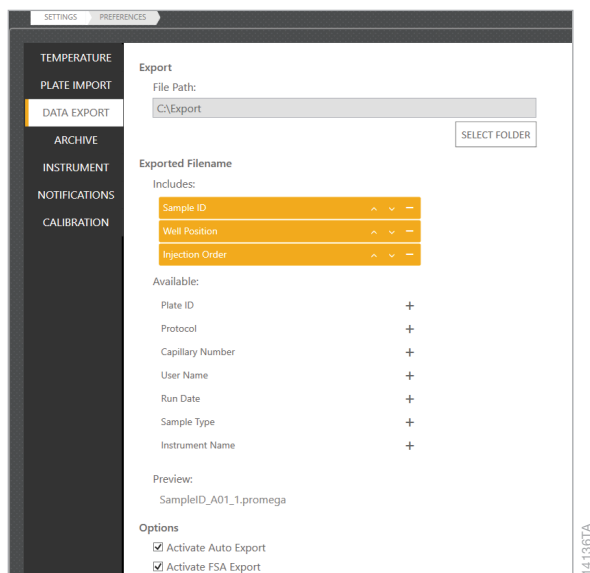 SETTINGS PREFERENCES
TEMPERATURE
PLATE IMPORT
DATA EXPORT
ARCHIVE
INSTRUMENT
NOTIFICATIONS
CALIBRATION
Export
File Path:
C:\Export
SELECT FOLDER
Exported Filename
Includes:
Sample ID
Well Position
Injection Order
Available:
Plate ID
Protocol
Capillary Number
User Name
Run Date
Sample Type
Instrument Name
Preview:
SampleID_A01_1.promega
Options
Activate Auto Export
Activate FSA Export
14136TA